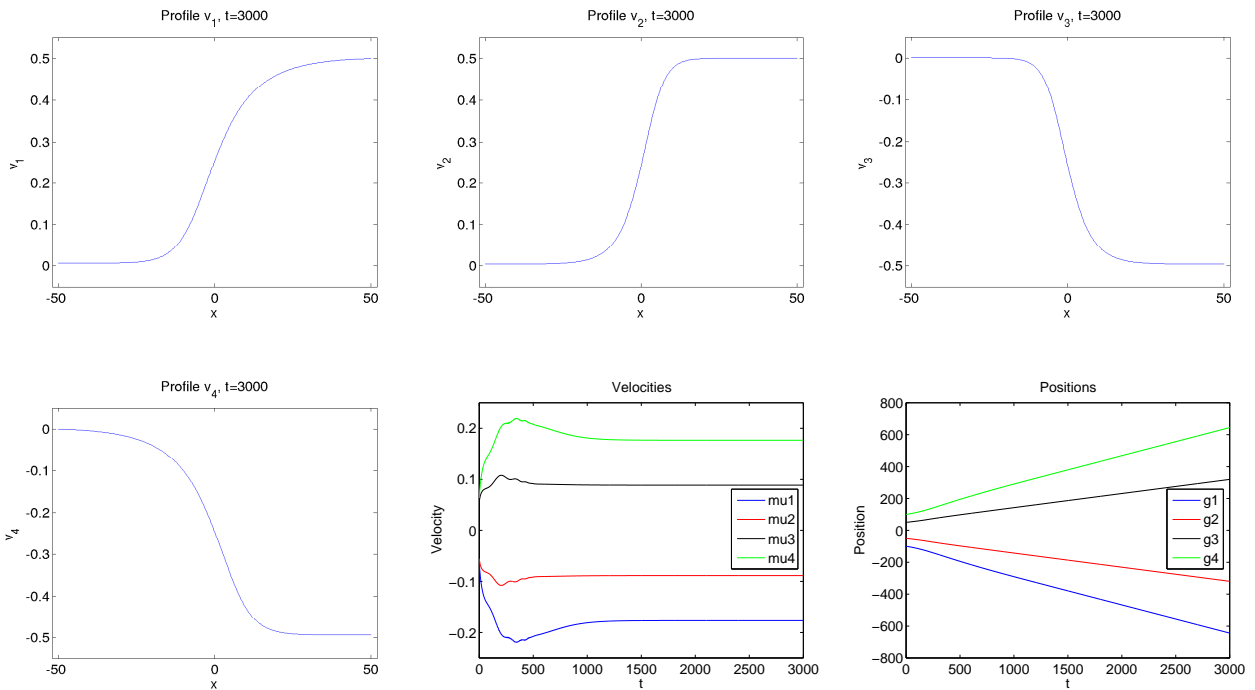 Profile v1, t=3000
0.5
0.4
0.3
0.2
0.1
0
v1
-50
0
50
x
Profile v2, t=3000
0.5
0.4
0.3
0.2
0.1
0
v2
-50
0
50
x
Profile v3, t=3000
0
-0.1
-0.2
-0.3
-0.4
-0.5
v3
-50
0
50
x
Profile v4, t=3000
0
-0.1
-0.2
-0.3
-0.4
-0.5
v4
-50
0
50
x
Velocities
0.2
0.1
0
−0.1
−0.2
Velocity
mu1
mu2
mu3
mu4
0
500
1000
1500
2000
2500
3000
t
Positions
800
600
400
200
0
−200
−400
−600
−800
Position
g1
g2
g3
g4
0
500
1000
1500
2000
2500
3000
t